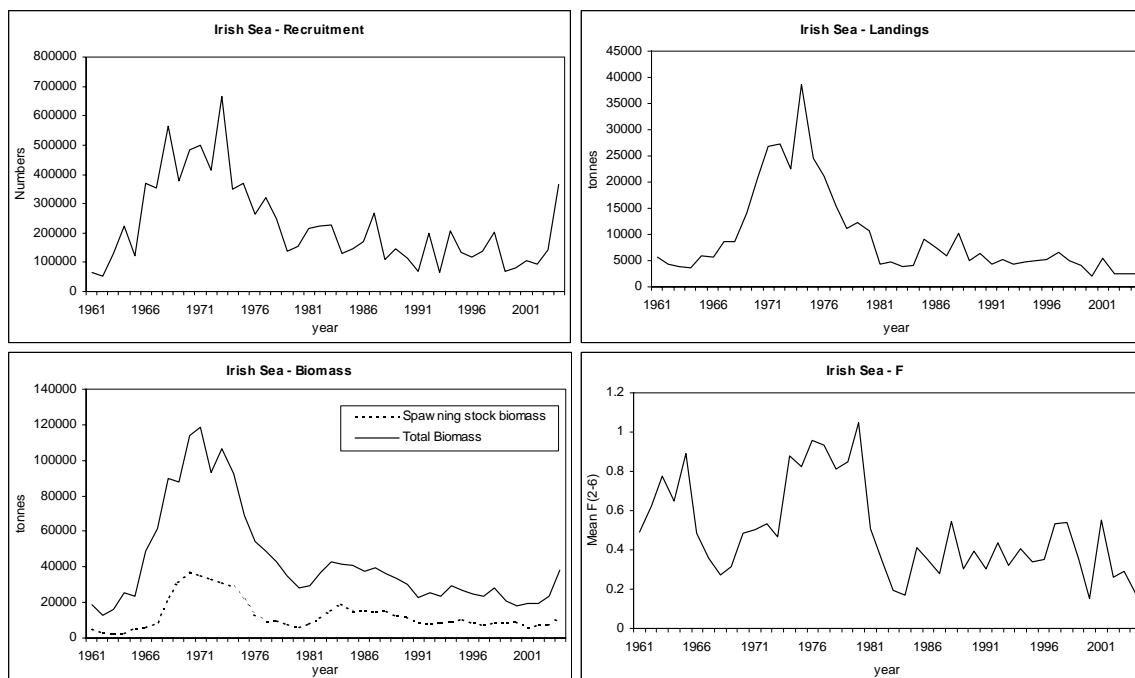 Irish Sea - Recruitment
800000
700000
600000
500000
400000
300000
200000
100000
0
Numbers
1961 1966 1971 1976 1981 1986 1991 1996 2001
year
Irish Sea - Landings
45000
40000
35000
30000
25000
20000
15000
10000
5000
0
tonnes
1961 1966 1971 1976 1981 1986 1991 1996 2001
year
Irish Sea - Biomass
140000
120000
100000
80000
60000
40000
20000
0
tonnes
Spawning stock biomass
Total Biomass
1961 1966 1971 1976 1981 1986 1991 1996 2001
year
Irish Sea - F
1.2
1
0.8
0.6
0.4
0.2
0
Mean F(2-6)
1961 1966 1971 1976 1981 1986 1991 1996 2001
year